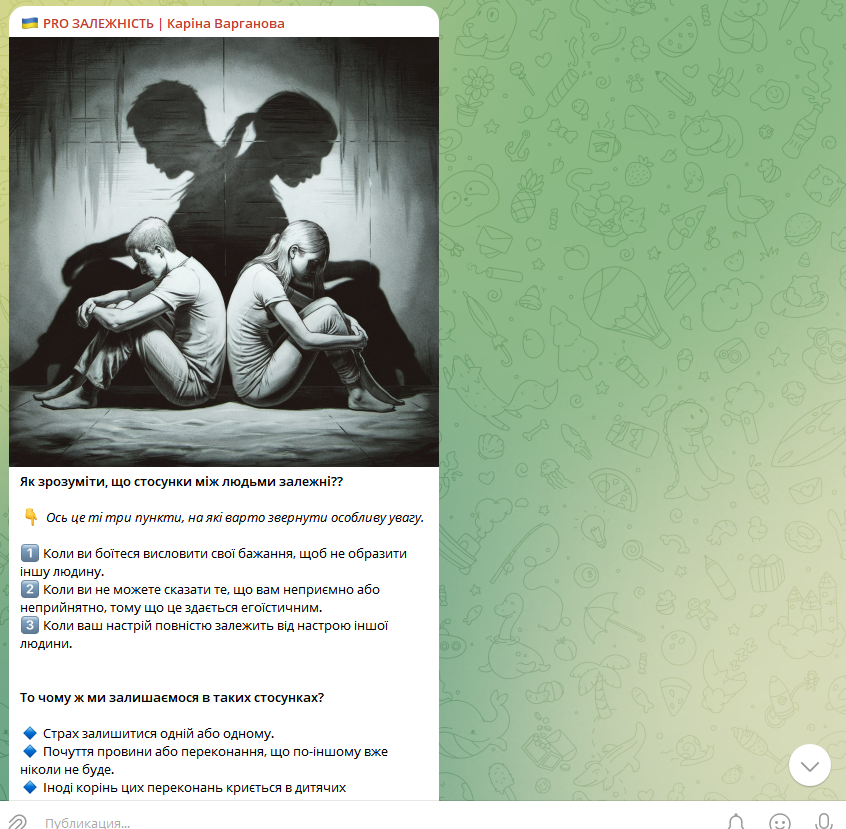 🇺🇦 PRO ЗАЛЕЖНІСТЬ | Каріна Варганова
Як зрозуміти, що стосунки між людьми залежні??
👇 Ось це ті три пункти, на які варто звернути особливу увагу.
1️⃣ Коли ви боїтеся висловити свої бажання, щоб не образити
іншу людину.
2️⃣ Коли ви не можете сказати те, що вам неприємно або
неприйнятно, тому що це здається егоїстичним.
3️⃣ Коли ваш настрій повністю залежить від настрою іншої
людини.
То чому ж ми залишаємося в таких стосунках?
🔹 Страх залишитися одній або одному.
🔹 Почуття провини або переконання, що по-іншому вже
ніколи не буде.
🔹 Іноді корінь цих переконань криється в дитячих
Публикация...